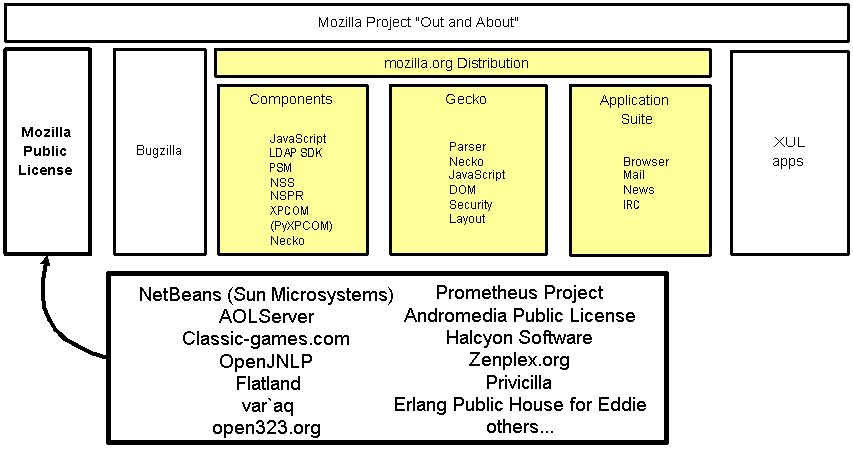 Mozilla Project "Out and About"
mozilla.org Distribution
Mozilla
Public
License
Bugzilla
Components
JavaScript
LDAP SDK
PSM
NSS
NSPR
XPCOM
(PyXPCOM)
Necko
Gecko
Parser
Necko
JavaScript
DOM
Security
Layout
Application
Suite
Browser
Mail
News
IRC
XUL
apps
NetBeans (Sun Microsystems)
AOLServer
Classic-games.com
OpenJNLP
Flatland
var`aq
open323.org
Prometheus Project
Andromedia Public License
Halcyon Software
Zenplex.org
Privicilla
Erlang Public House for Eddie
others...